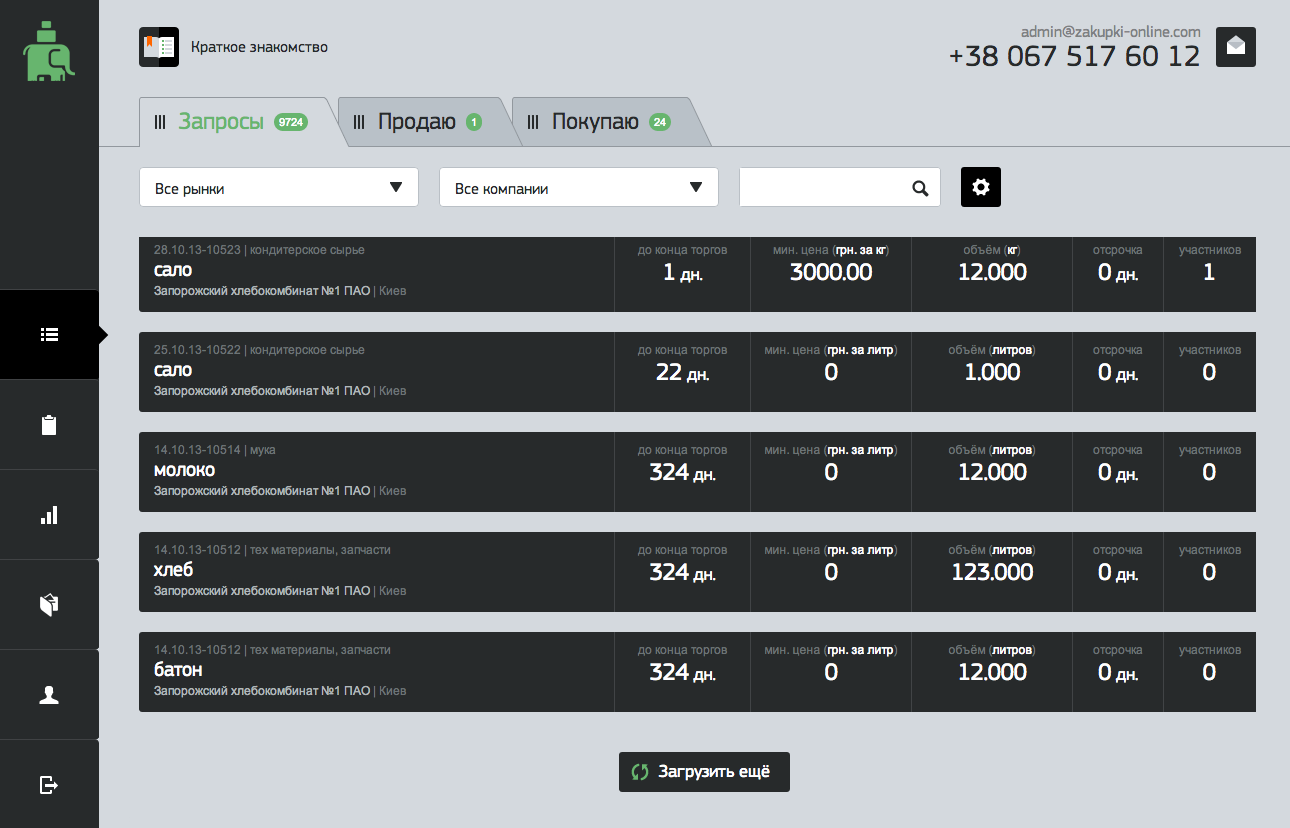 Краткое знакомство
admin@zakupki-online.com
+38 067 517 60 12
Запросы 9724
Продаю 1
Покупаю 24
Все рынки
Все компании
28.10.13-10523 | кондитерское сырье
сало
Запорожский хлебокомбинат №1 ПАО | Киев
до конца торгов
1 дн.
мин. цена (грн. за кг)
3000.00
объём (кг)
12.000
отсрочка
0 дн.
участников
1
25.10.13-10522 | кондитерское сырье
сало
Запорожский хлебокомбинат №1 ПАО | Киев
до конца торгов
22 дн.
мин. цена (грн. за литр)
0
объём (литров)
1.000
отсрочка
0 дн.
участников
0
14.10.13-10514 | мука
молоко
Запорожский хлебокомбинат №1 ПАО | Киев
до конца торгов
324 дн.
мин. цена (грн. за литр)
0
объём (литров)
12.000
отсрочка
0 дн.
участников
0
14.10.13-10512 | тех материалы, запчасти
хлеб
Запорожский хлебокомбинат №1 ПАО | Киев
до конца торгов
324 дн.
мин. цена (грн. за литр)
0
объём (литров)
123.000
отсрочка
0 дн.
участников
0
14.10.13-10512 | тех материалы, запчасти
батон
Запорожский хлебокомбинат №1 ПАО | Киев
до конца торгов
324 дн.
мин. цена (грн. за литр)
0
объём (литров)
12.000
отсрочка
0 дн.
участников
0
Загрузить ещё